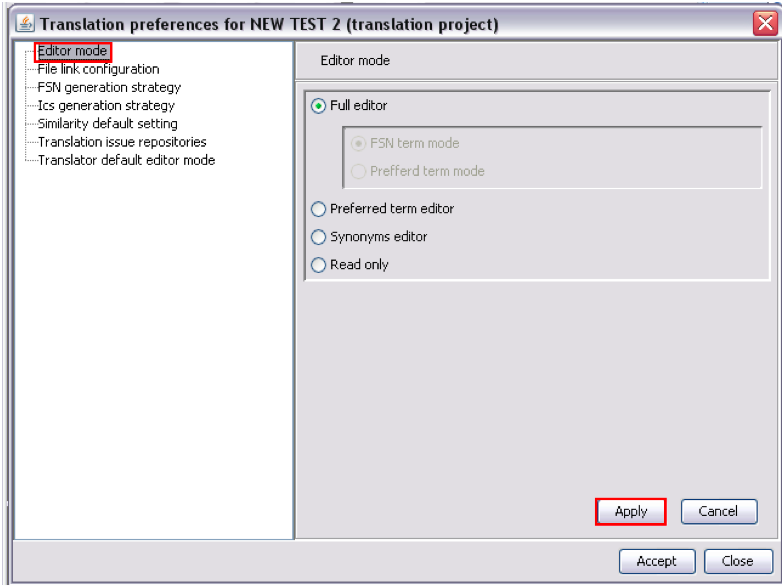 Translation preferences for NEW TEST 2 (translation project)
Editor mode
File link configuration
FSN generation strategy
Ics generation strategy
Similarity default setting
Translation issue repositories
Translator default editor mode
Editor mode
Full editor
FSN term mode
Prefferd term mode
Preferred term editor
Synonyms editor
Read only
Apply Cancel
Accept Close